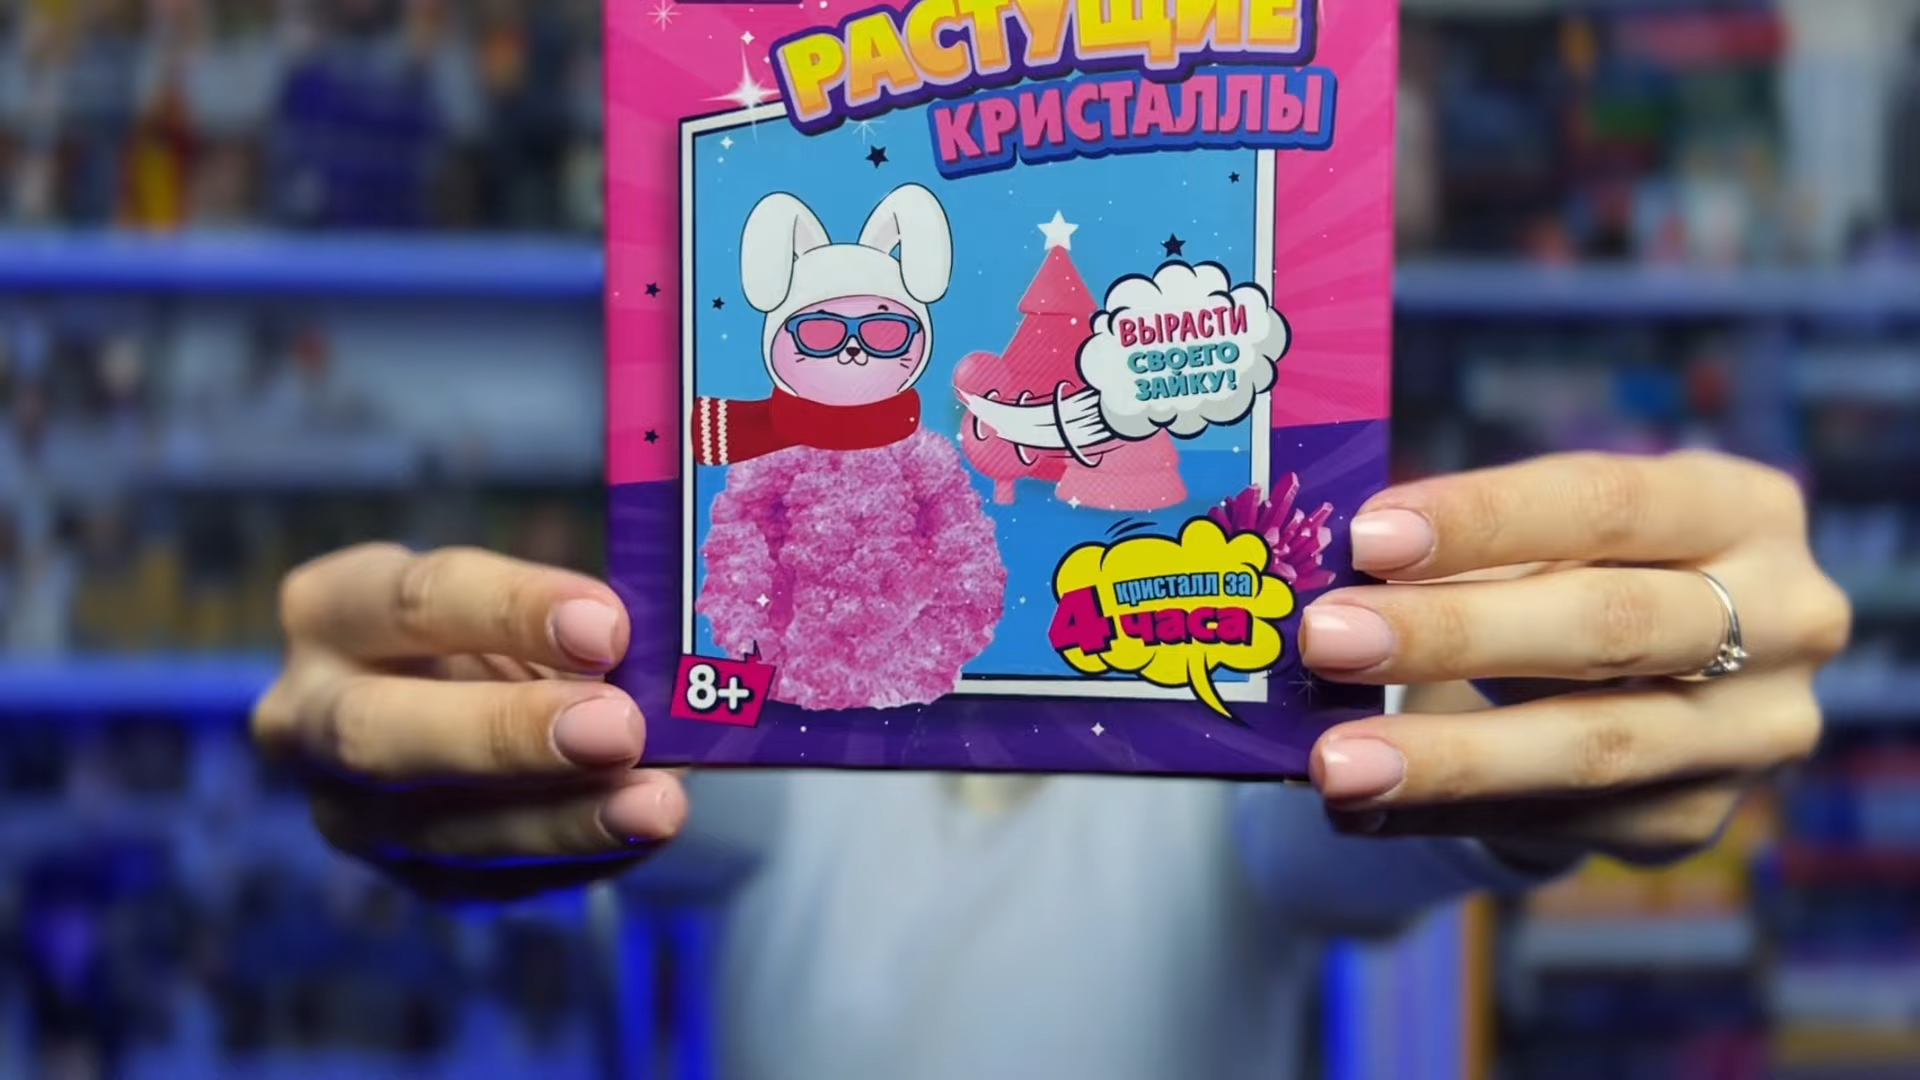 РАСТУЩИЕ
КРИСТАЛЛЫ
ВЫРАСТИ
СВОЕГО
ЗАЙКУ!
кристалл за
4 часа
8+